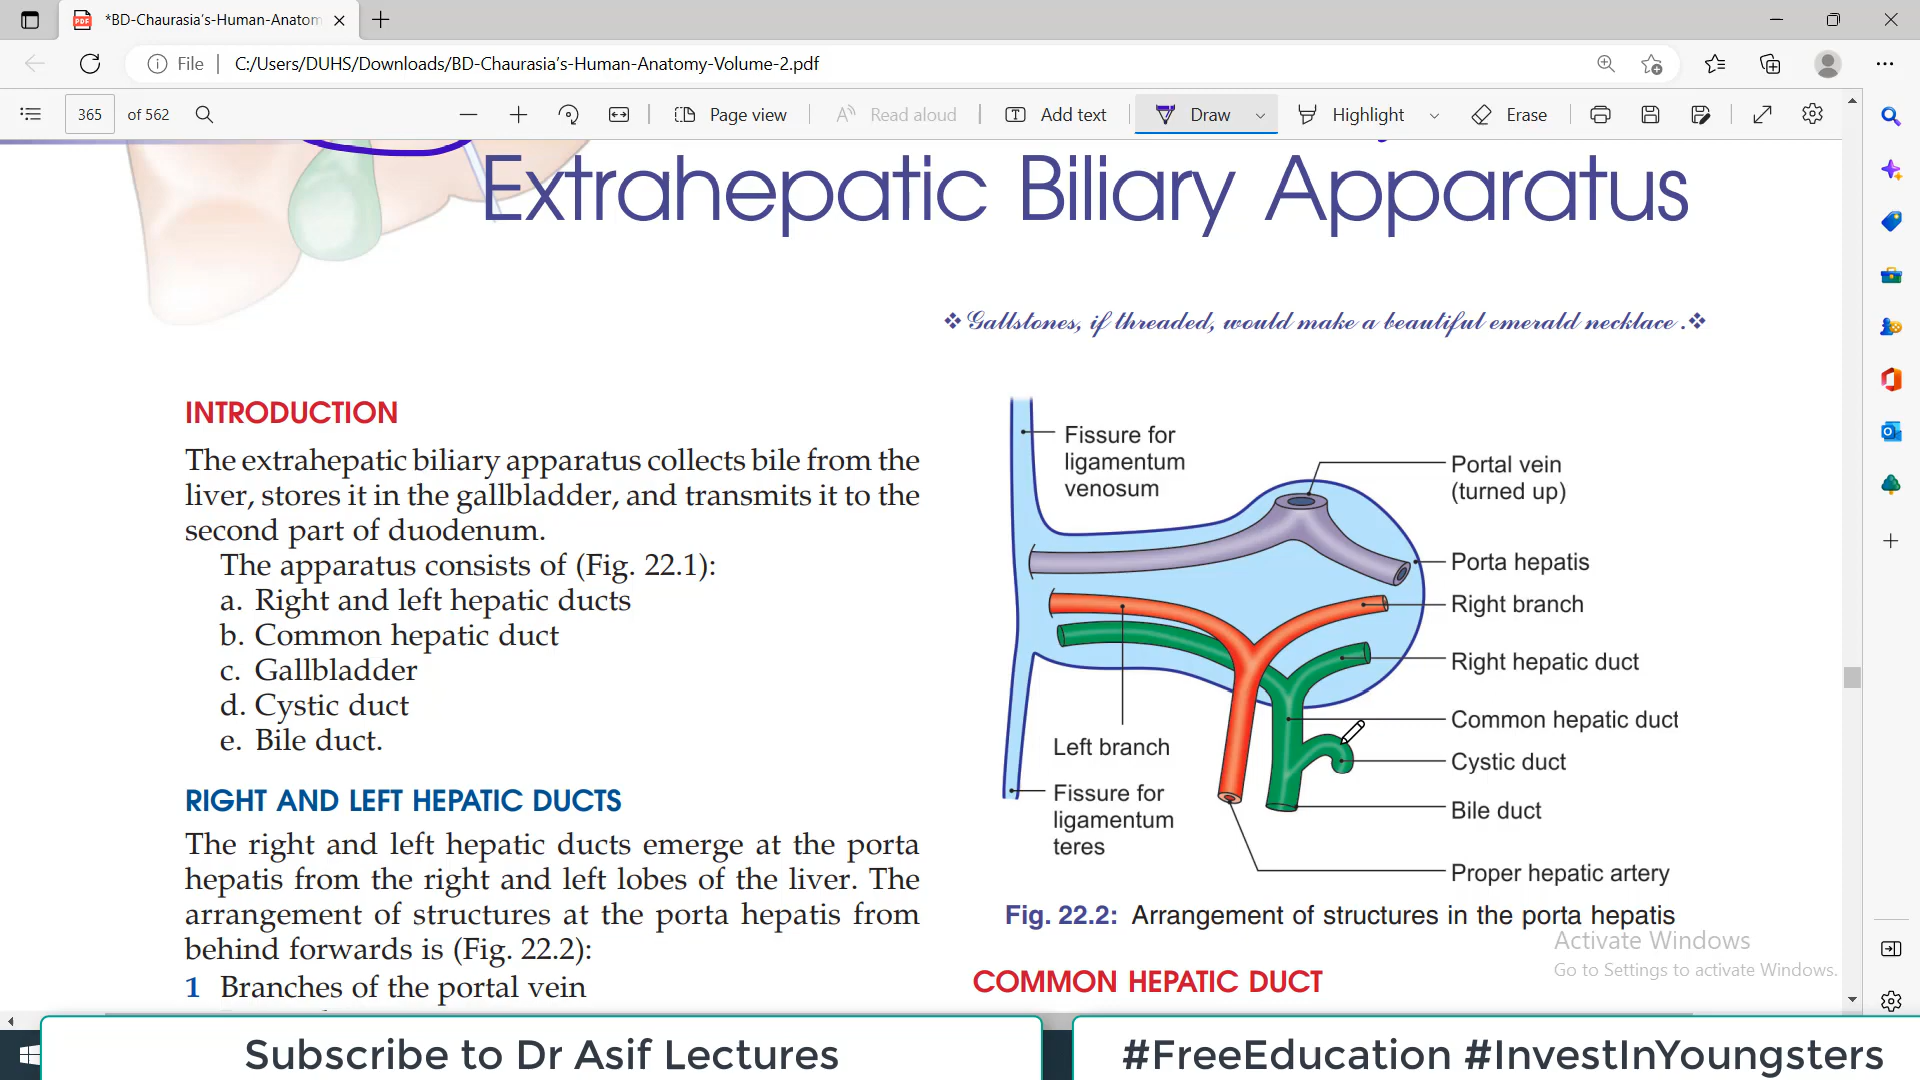 *BD-Chaurasia's-Human-Anatom
File
C:/Users/DUHS/Downloads/BD-Chaurasia's-Human-Anatomy-Volume-2.pdf
365 of 562
Page view
Read aloud
Add text
Draw
Highlight
Erase
Extrahepatic Biliary Apparatus
❖Gallstones, if threaded, would make a beautiful emerald necklace.❖
INTRODUCTION
The extrahepatic biliary apparatus collects bile from the
liver, stores it in the gallbladder, and transmits it to the
second part of duodenum.
The apparatus consists of (Fig. 22.1):
a. Right and left hepatic ducts
b. Common hepatic duct
c. Gallbladder
d. Cystic duct
e. Bile duct.
RIGHT AND LEFT HEPATIC DUCTS
The right and left hepatic ducts emerge at the porta
hepatis from the right and left lobes of the liver. The
arrangement of structures at the porta hepatis from
behind forwards is (Fig. 22.2):
1 Branches of the portal vein
Fissure for
ligamentum
venosum
Portal vein
(turned up)
Porta hepatis
Right branch
Right hepatic duct
Common hepatic duct
Cystic duct
Bile duct
Proper hepatic artery
Left branch
Fissure for
ligamentum
teres
Fig. 22.2: Arrangement of structures in the porta hepatis
COMMON HEPATIC DUCT
Activate Windows
Go to Settings to activate Windows.
Subscribe to Dr Asif Lectures
#FreeEducation #InvestInYoungsters